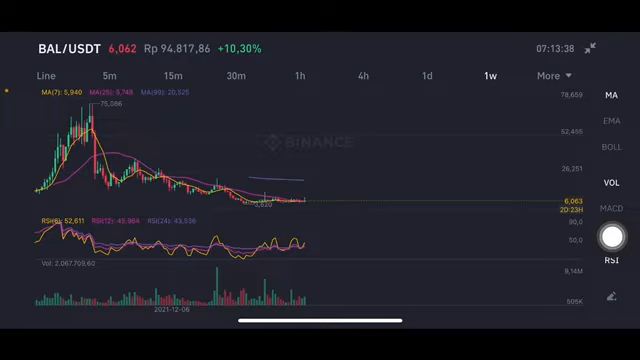 BAL/USDT 6,062 Rp 94.817,86 +10,30% 07:13:38
Line 5m 15m 30m 1h 4h 1d 1w More
MA(7): 5,940 MA(25): 5,748 MA(99): 20,525
78,659
MA
75,086
EMA
52,455
BINANCE
BOLL
26,251
VOL
6,063
2D:23H
MACD
3,820
RSI(6): 52,611 RSI(12): 45,964 RSI(24): 43,536
90,0
50,0
RSI
Vol: 2.067.709,60
9,14M
505K
2021-12-06